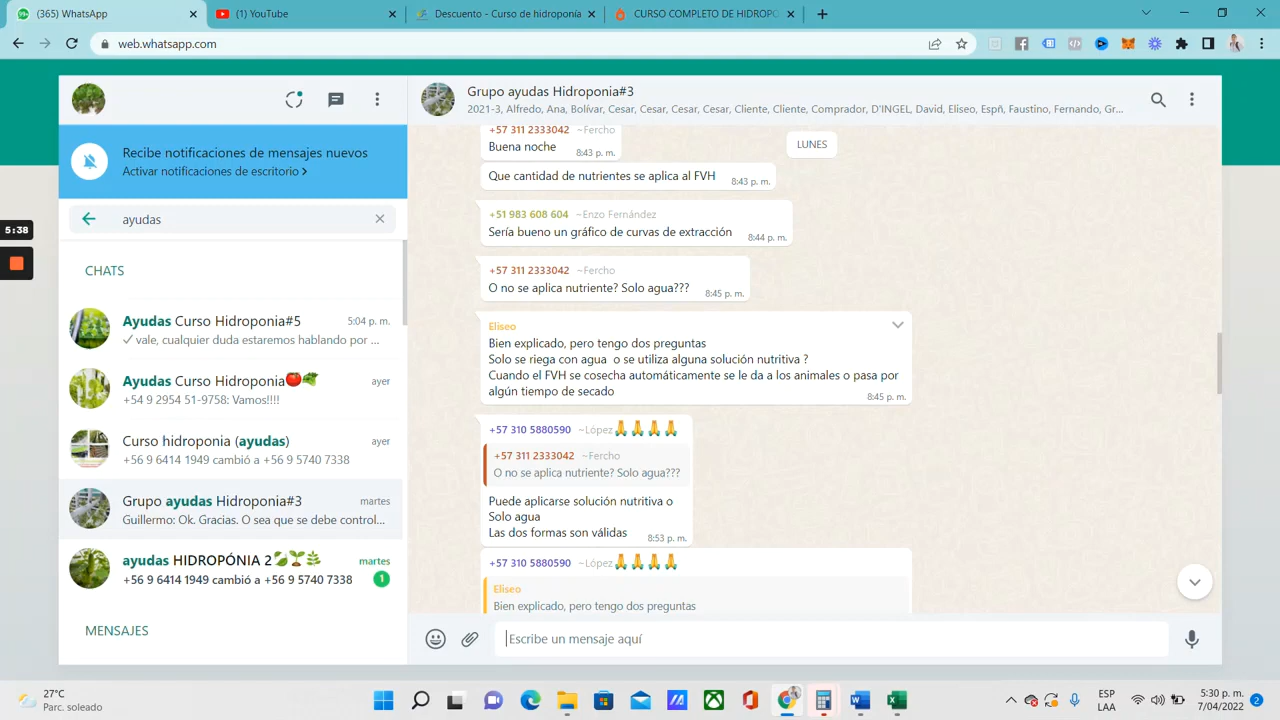 (365) WhatsApp
(1) YouTube
Descuento - Curso de hidroponía
CURSO COMPLETO DE HIDROPO
web.whatsapp.com
Recibe notificaciones de mensajes nuevos
Activar notificaciones de escritorio >
ayudas
5:38
CHATS
Ayudas Curso Hidroponia#5
5:04 p. m.
vale, cualquier duda estaremos hablando por ...
Ayudas Curso Hidroponia🍅🌿
ayer
+54 9 2954 51-9758: Vamos!!!!
Curso hidroponia (ayudas)
ayer
+56 9 6414 1949 cambió a +56 9 5740 7338
Grupo ayudas Hidroponia#3
martes
Guillermo: Ok. Gracias. O sea que se debe control...
ayudas HIDROPÓNIA 2🍃🌱🌿
martes
+56 9 6414 1949 cambió a +56 9 5740 7338
1
MENSAJES
Grupo ayudas Hidroponia#3
2021-3, Alfredo, Ana, Bolívar, Cesar, Cesar, Cesar, Cesar, Cliente, Cliente, Comprador, D'INGEL, David, Eliseo, Espñ, Faustino, Fernando, Gr...
LUNES
+57 311 2333042 ~Fercho
Buena noche
8:43 p. m.
Que cantidad de nutrientes se aplica al FVH
8:43 p. m.
+51 983 608 604 ~Enzo Fernández
Sería bueno un gráfico de curvas de extracción
8:44 p. m.
+57 311 2333042 ~Fercho
O no se aplica nutriente? Solo agua???
8:45 p. m.
Eliseo
Bien explicado, pero tengo dos preguntas
Solo se riega con agua o se utiliza alguna solución nutritiva ?
Cuando el FVH se cosecha automáticamente se le da a los animales o pasa por
algún tiempo de secado
8:45 p. m.
+57 310 5880590 ~López🙏🙏🙏🙏
+57 311 2333042 ~Fercho
O no se aplica nutriente? Solo agua???
Puede aplicarse solución nutritiva o
Solo agua
Las dos formas son válidas
8:53 p. m.
+57 310 5880590 ~López🙏🙏🙏🙏
Eliseo
Bien explicado, pero tengo dos preguntas
Escribe un mensaje aquí
27°C
Parc. soleado
ESP
LAA
5:30 p. m.
7/04/2022
2